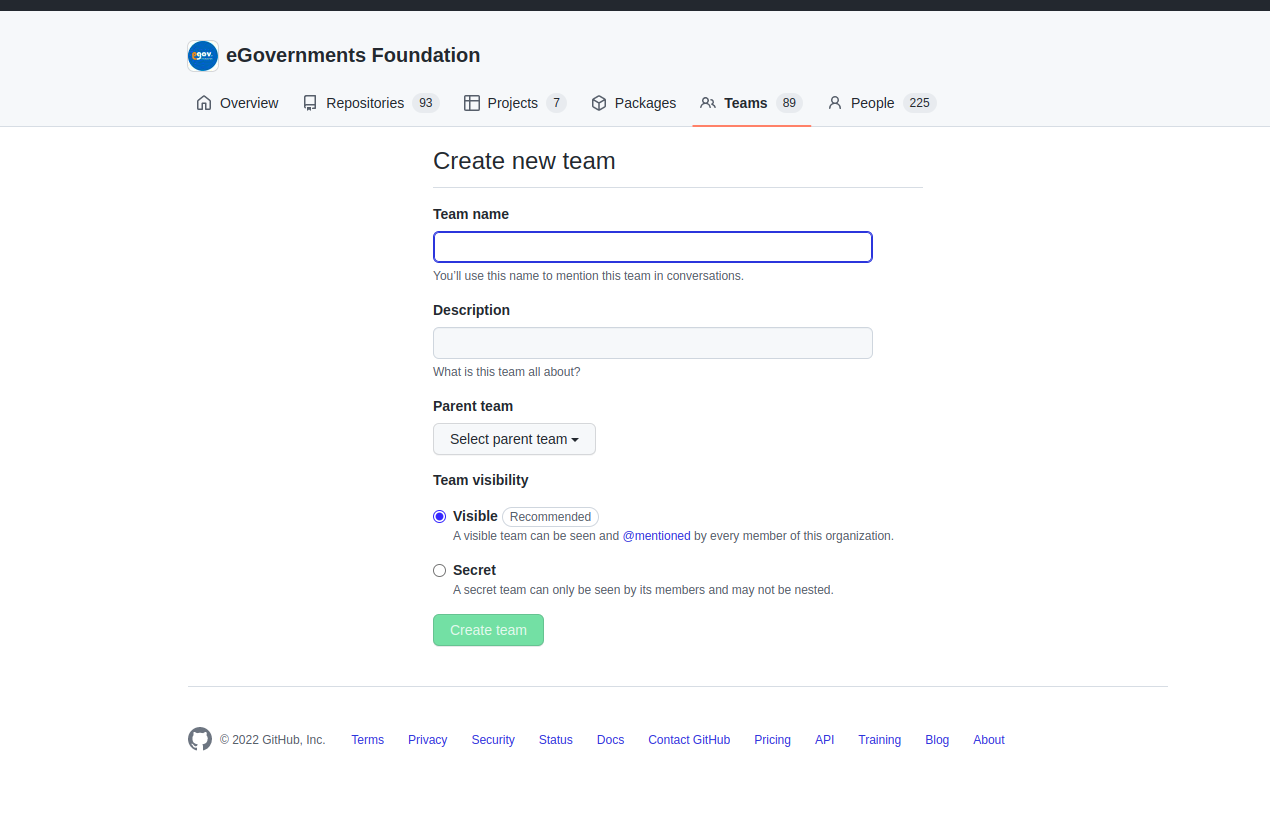 egov
eGovernments Foundation
Overview Repositories 93 Projects 7 Packages Teams 89 People 225
Create new team
Team name
You'll use this name to mention this team in conversations.
Description
What is this team all about?
Parent team
Select parent team
Team visibility
Visible Recommended
A visible team can be seen and @mentioned by every member of this organization.
Secret
A secret team can only be seen by its members and may not be nested.
Create team
© 2022 GitHub, Inc. Terms Privacy Security Status Docs Contact GitHub Pricing API Training Blog About